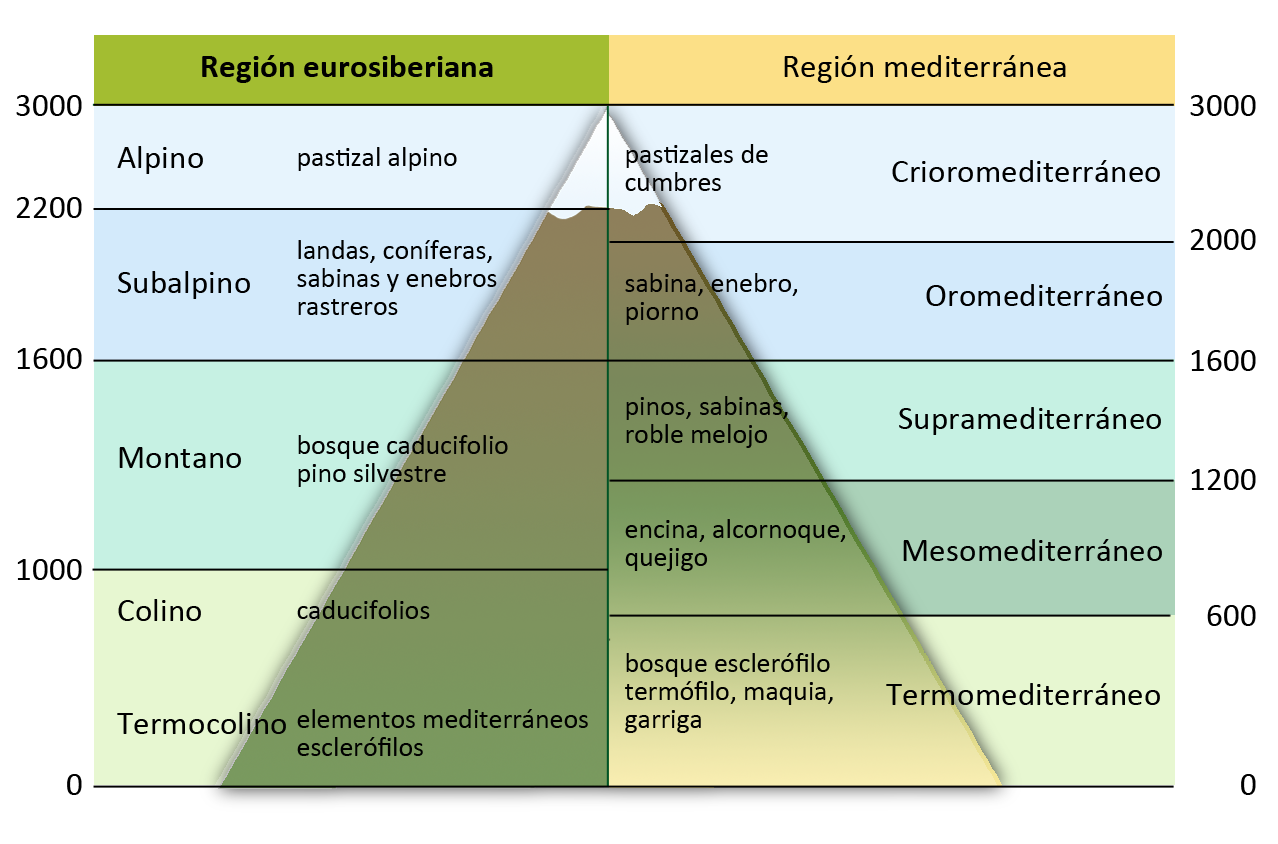 Región eurosiberiana
Región mediterránea
3000
3000
Alpino
pastizal alpino
pastizales de
cumbres
Crioromediterráneo
2200
2000
Subalpino
landas, coníferas,
sabinas y enebros
rastreros
sabina, enebro,
piorno
Oromediterráneo
1600
1600
Montano
bosque caducifolio
pino silvestre
pinos, sabinas,
roble melojo
Supramediterráneo
1200
encina, alcornoque,
quejigo
Mesomediterráneo
1000
600
Colino
caducifolios
Termocolino
elementos mediterráneos
esclerófilos
bosque esclerófilo
termófilo, maquia,
garriga
Termomediterráneo
0
0